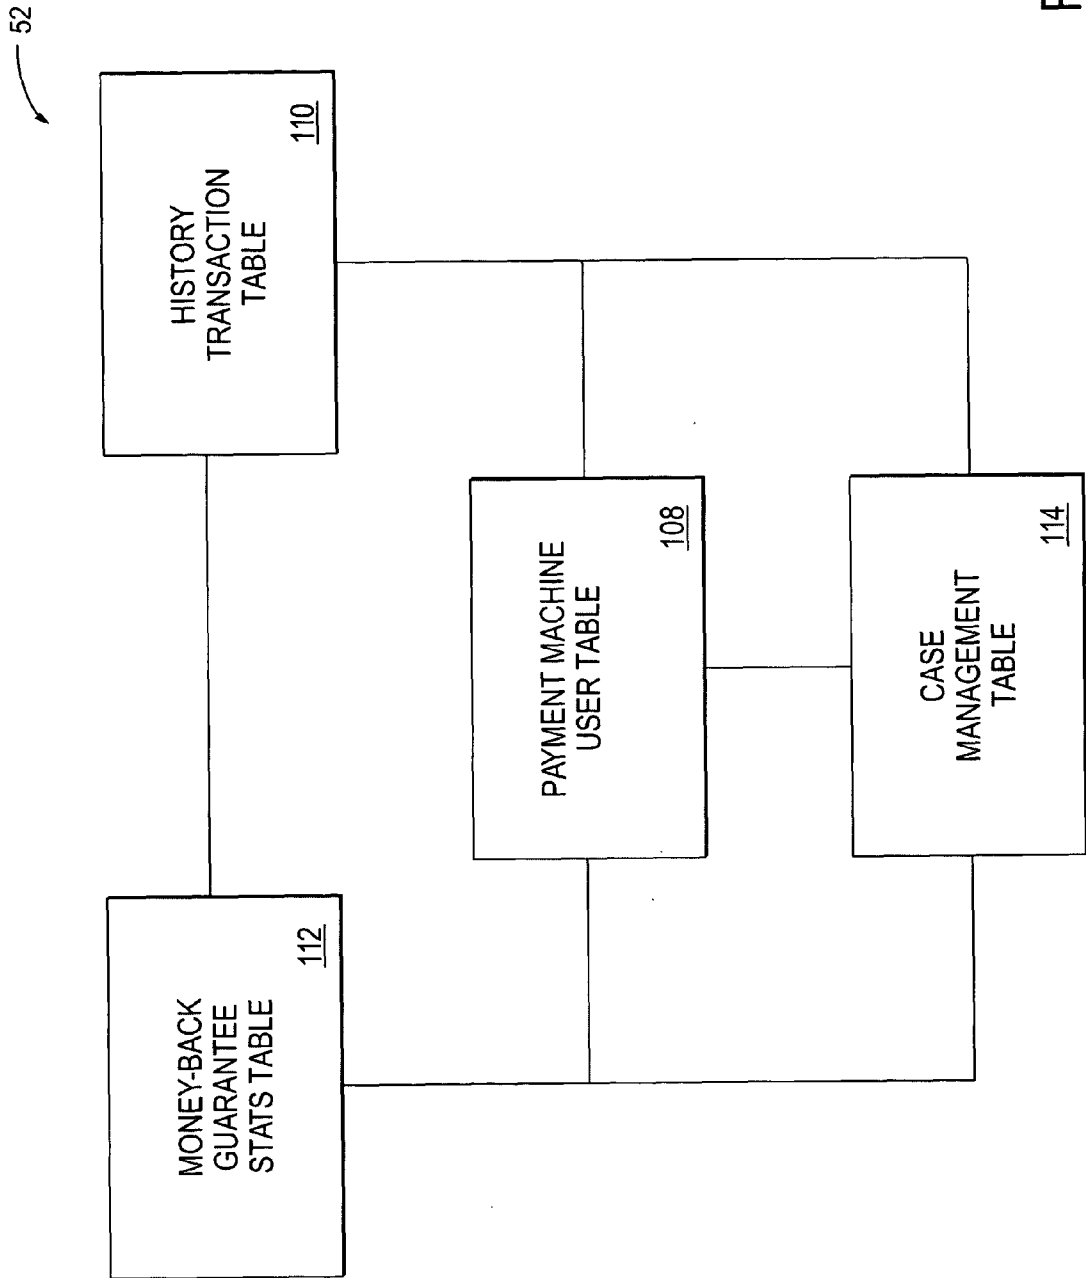 52
MONEY-BACK
GUARANTEE
STATS TABLE
112
HISTORY
TRANSACTION
TABLE
110
PAYMENT MACHINE
USER TABLE
108
CASE
MANAGEMENT
TABLE
114